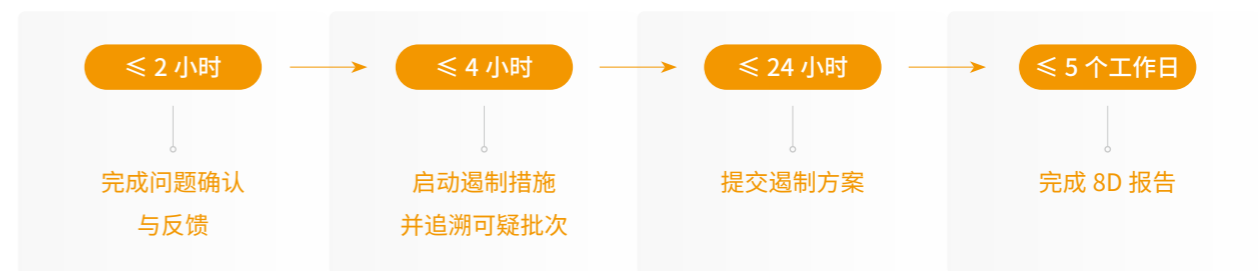 ≤ 2 小时
≤ 4 小时
≤ 24 小时
≤ 5 个工作日
完成问题确认
与反馈
启动遏制措施
并追溯可疑批次
提交遏制方案
完成 8D 报告